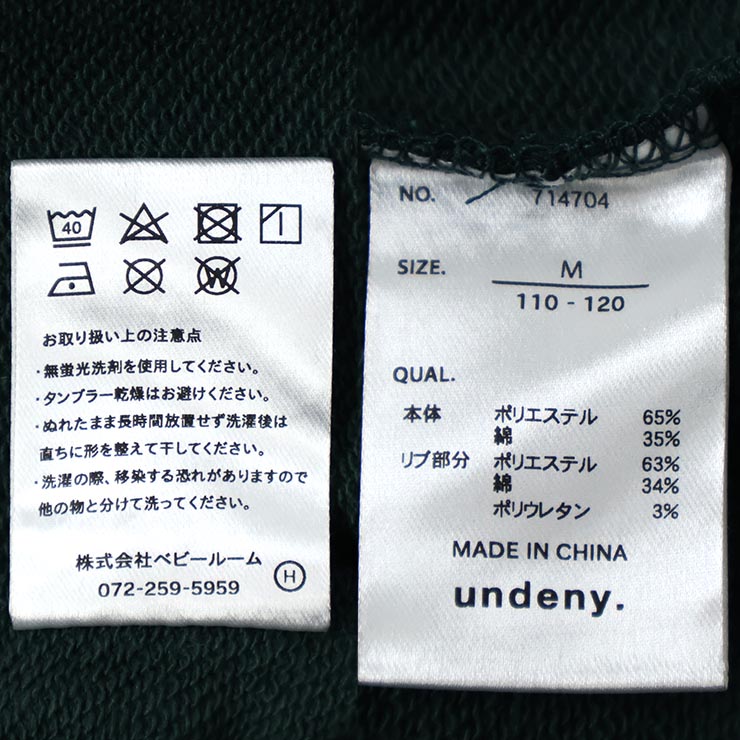 40
W
お取り扱い上の注意点
・無蛍光洗剤を使用してください。
・タンブラー乾燥はお避けください。
・ぬれたまま長時間放置せず洗濯後は
直ちに形を整えて干してください。
・洗濯の際、移染する恐れがありますので
他の物と分けて洗ってください。
株式会社ベビールーム
072-259-5959
H
NO. 714704
SIZE. M
110 - 120
QUAL.
本体 ポリエステル 65%
綿 35%
リブ部分 ポリエステル 63%
綿 34%
ポリウレタン 3%
MADE IN CHINA
undeny.